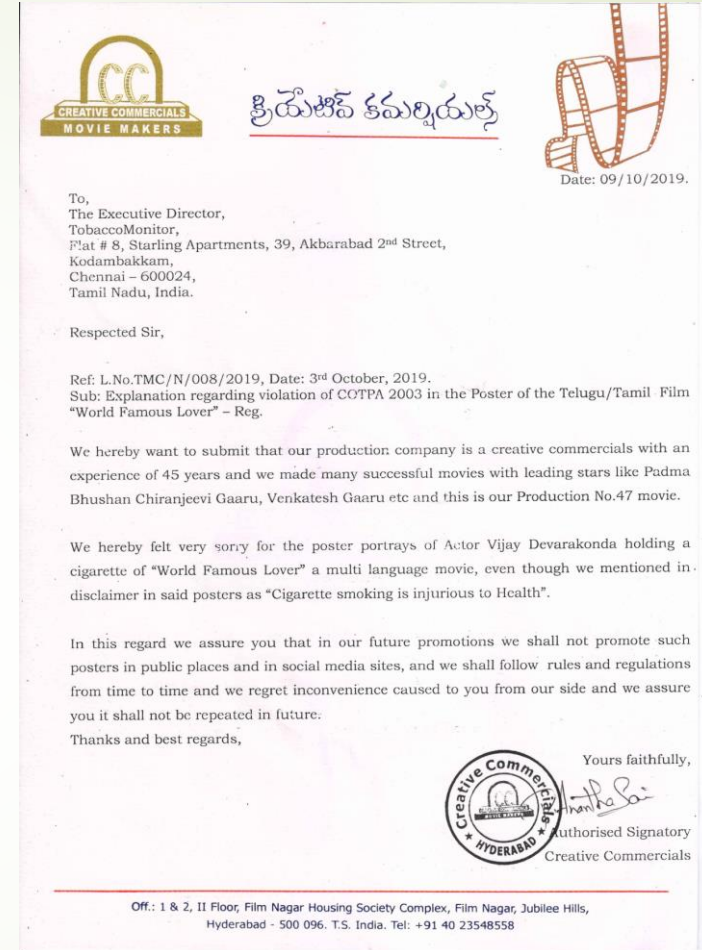 CC
CREATIVE COMMERCIALS
MOVIE MAKERS
క్రియేటివ్ కమర్షియల్స్
Date: 09/10/2019.
To,
The Executive Director,
TobaccoMonitor,
Flat # 8, Starling Apartments, 39, Akbarabad 2nd Street,
Kodambakkam,
Chennai – 600024,
Tamil Nadu, India.
Respected Sir,
Ref: L.No.TMC/N/008/2019, Date: 3rd October, 2019.
Sub: Explanation regarding violation of COTPA 2003 in the Poster of the Telugu/Tamil Film
“World Famous Lover” – Reg.
We hereby want to submit that our production company is a creative commercials with an
experience of 45 years and we made many successful movies with leading stars like Padma
Bhushan Chiranjeevi Gaaru, Venkatesh Gaaru etc and this is our Production No.47 movie.
We hereby felt very sorry for the poster portrays of Actor Vijay Devarakonda holding a
cigarette of “World Famous Lover” a multi language movie, even though we mentioned in
disclaimer in said posters as “Cigarette smoking is injurious to Health”.
In this regard we assure you that in our future promotions we shall not promote such
posters in public places and in social media sites, and we shall follow rules and regulations
from time to time and we regret inconvenience caused to you from our side and we assure
you it shall not be repeated in future.
Thanks and best regards,
Yours faithfully,
Creative Commercials
MOVIE MAKERS
HYDERABAD
Anantha Sai
Authorised Signatory
Creative Commercials
Off.: 1 & 2, II Floor, Film Nagar Housing Society Complex, Film Nagar, Jubilee Hills,
Hyderabad - 500 096. T.S. India. Tel: +91 40 23548558